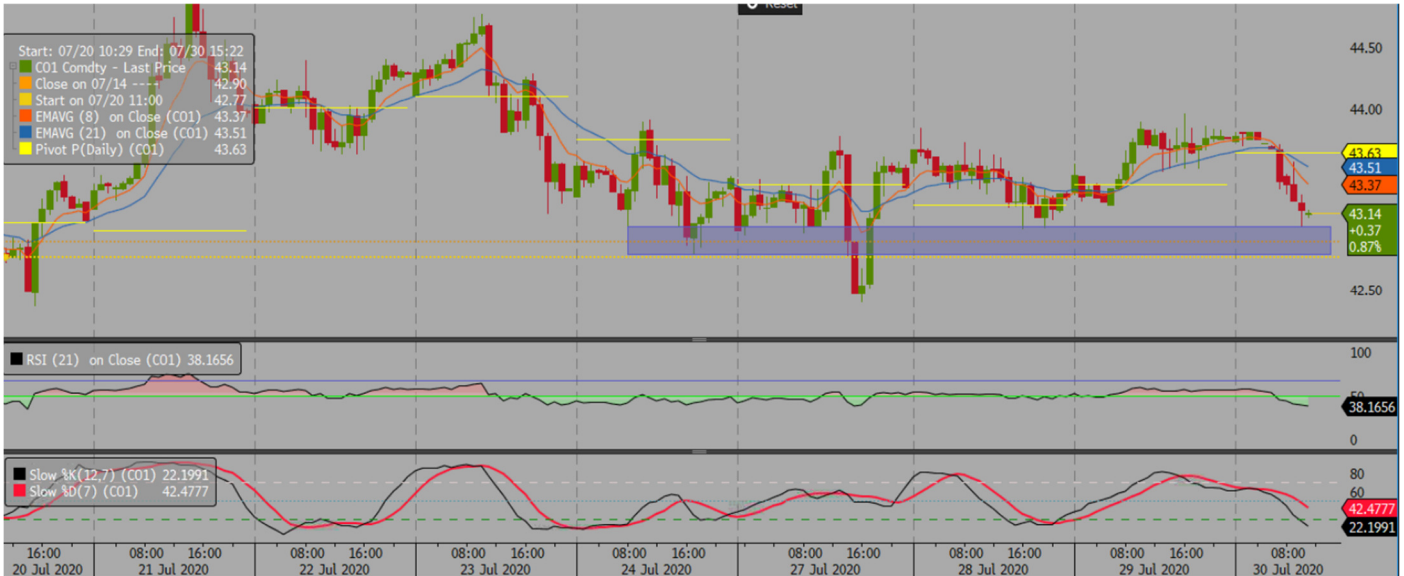 Reset
Start: 07/20 10:29 End: 07/30 15:22
CO1 Comdty - Last Price 43.14
Close on 07/14 ---- 42.90
Start on 07/20 11:00 42.77
EMAVG (8) on Close (CO1) 43.37
EMAVG (21) on Close (CO1) 43.51
Pivot P(Daily) (CO1) 43.63
44.50
44.00
43.63
43.51
43.37
43.14
+0.37
0.87%
42.50
RSI (21) on Close (CO1) 38.1656
100
50
38.1656
0
Slow %K(12,7) (CO1) 22.1991
Slow %D(7) (CO1) 42.4777
80
60
42.4777
22.1991
16:00 08:00 16:00 08:00 16:00 08:00 16:00 08:00 16:00 08:00 16:00 08:00 16:00 08:00 16:00 08:00
20 Jul 2020 21 Jul 2020 22 Jul 2020 23 Jul 2020 24 Jul 2020 27 Jul 2020 28 Jul 2020 29 Jul 2020 30 Jul 2020